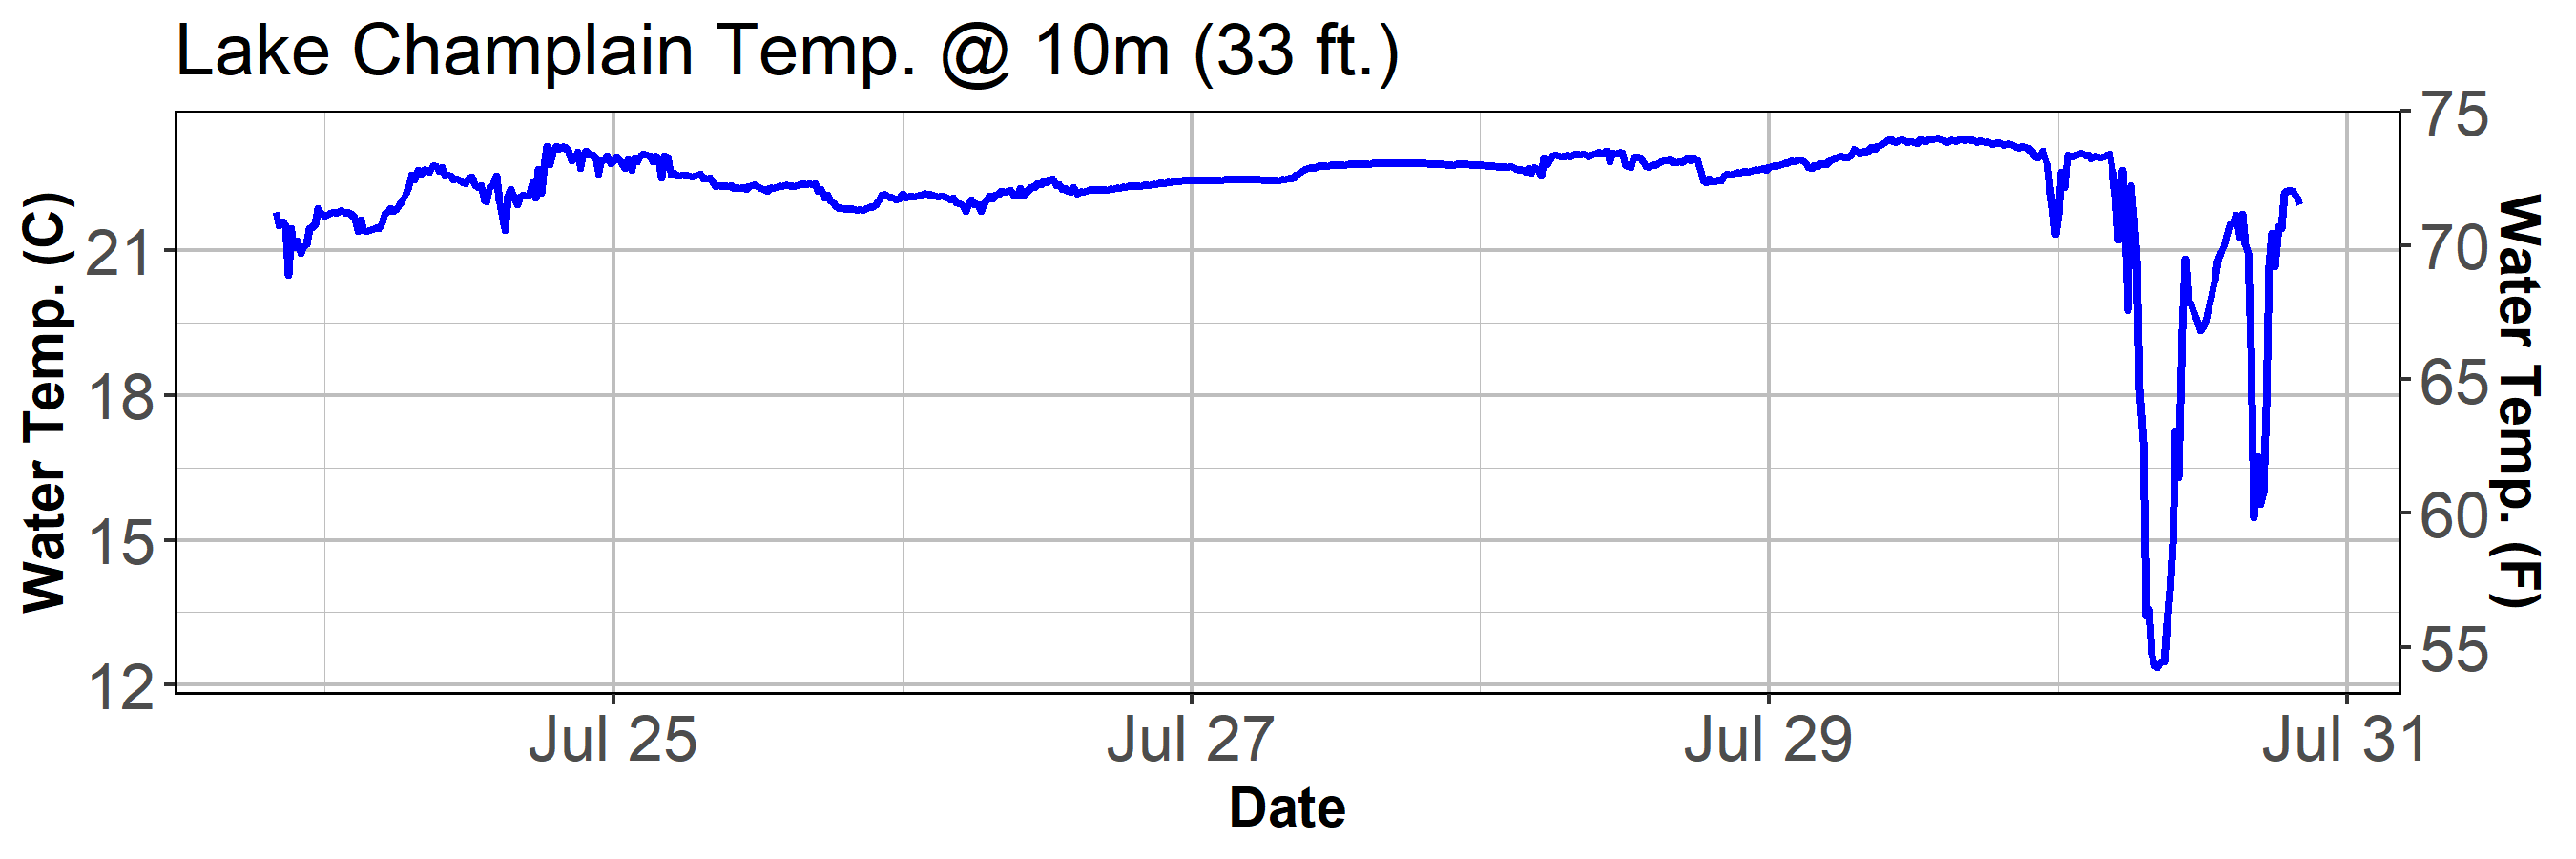 Lake Champlain Temp. @ 10m (33 ft.)
Water Temp. (C)
21
18
15
12
75
70
65
60
55
Water Temp. (F)
Jul 25
Jul 27
Jul 29
Jul 31
Date